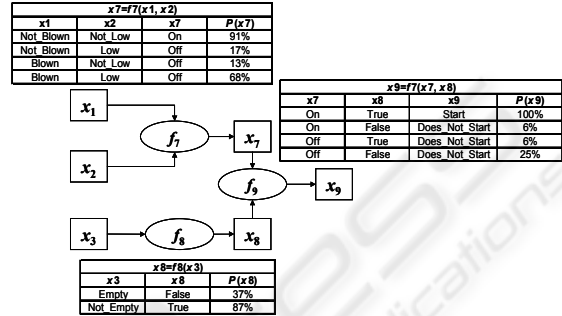 x7=f7(x1, x2)
x1 x2 x7 P(x7)
Not_Blown Not_Low On 91%
Not_Blown Low Off 17%
Blown Not_Low Off 13%
Blown Low Off 68%
x9=f7(x7, x8)
x7 x8 x9 P(x9)
On True Start 100%
On False Does_Not_Start 6%
Off True Does_Not_Start 6%
Off False Does_Not_Start 25%
x1
f7 x7
x2
f9 x9
x3 f8 x8
x8=f8(x3)
x3 x8 P(x8)
Empty False 37%
Not_Empty True 87%